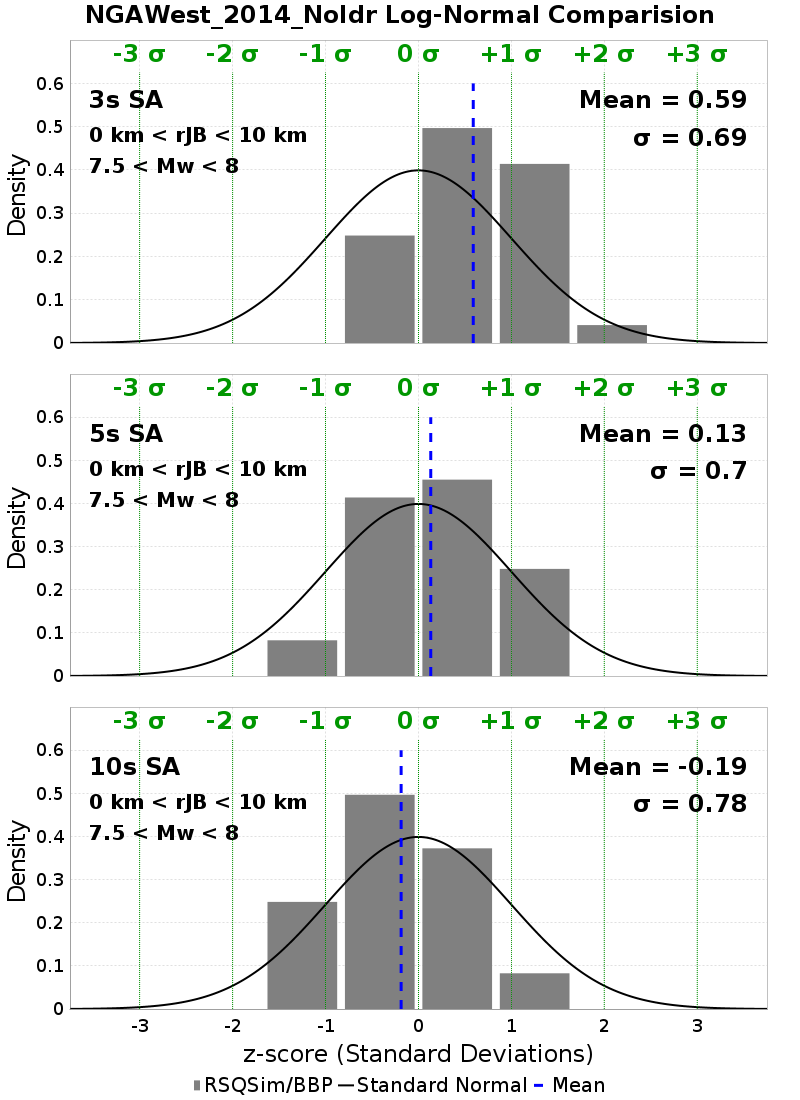 NGAWest_2014_NoIdr Log-Normal Comparision
-3 σ -2 σ -1 σ 0 σ +1 σ +2 σ +3 σ
3s SA
0 km < rJB < 10 km
7.5 < Mw < 8
Mean = 0.59
σ = 0.69
Density
0.6
0.5
0.4
0.3
0.2
0.1
0
-3 σ -2 σ -1 σ 0 σ +1 σ +2 σ +3 σ
5s SA
0 km < rJB < 10 km
7.5 < Mw < 8
Mean = 0.13
σ = 0.7
Density
0.6
0.5
0.4
0.3
0.2
0.1
0
-3 σ -2 σ -1 σ 0 σ +1 σ +2 σ +3 σ
10s SA
0 km < rJB < 10 km
7.5 < Mw < 8
Mean = -0.19
σ = 0.78
Density
0.6
0.5
0.4
0.3
0.2
0.1
0
-3 -2 -1 0 1 2 3
z-score (Standard Deviations)
RSQSim/BBP Standard Normal Mean